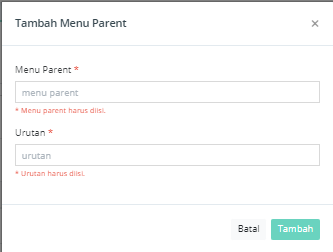 Tambah Menu Parent ×
Menu Parent *
menu parent
* Menu parent harus diisi.
Urutan *
urutan
* Urutan harus diisi.
Batal Tambah